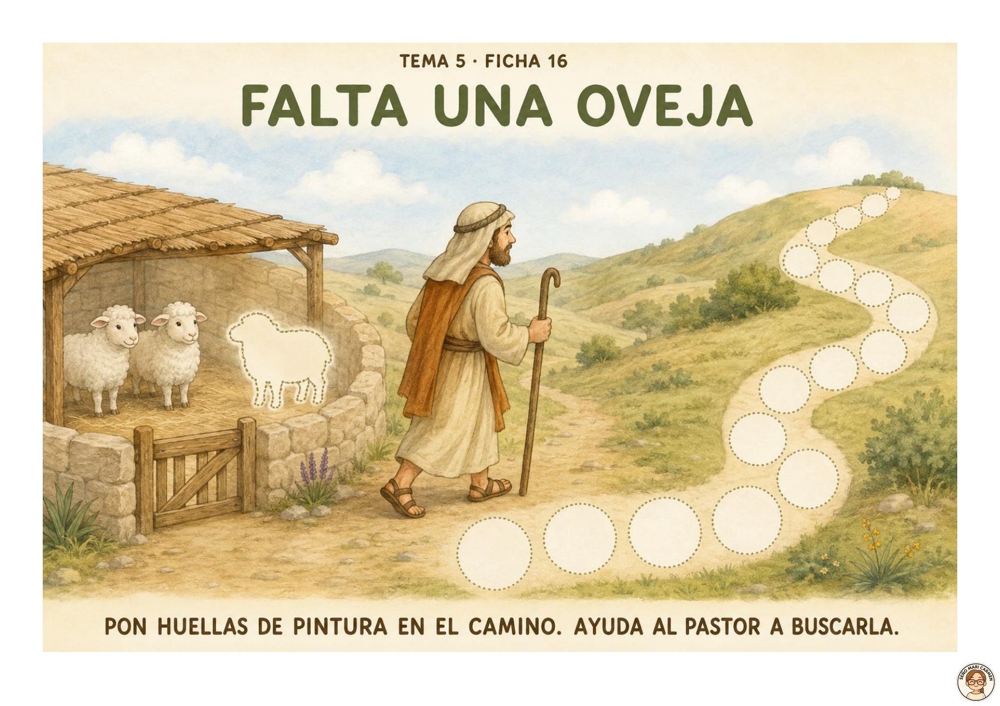 TEMA 5 · FICHA 16
FALTA UNA OVEJA
PON HUELLAS DE PINTURA EN EL CAMINO. AYUDA AL PASTOR A BUSCARLA.
SEÑO MARI CARMEN